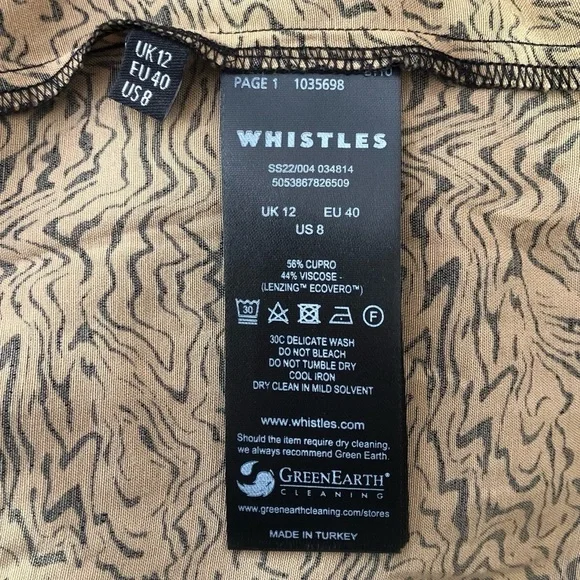 UK 12
EU 40
US 8
PAGE 1 1035698
WHISTLES
SS22/004 034814
5053867826509
UK 12 EU 40
US 8
56% CUPRO
44% VISCOSE -
(LENZING™ ECOVERO™)
30
F
30C DELICATE WASH
DO NOT BLEACH
DO NOT TUMBLE DRY
COOL IRON
DRY CLEAN IN MILD SOLVENT
www.whistles.com
Should the item require dry cleaning,
we always recommend Green Earth.
GREENEARTH®
CLEANING
www.greenearthcleaning.com/stores
MADE IN TURKEY